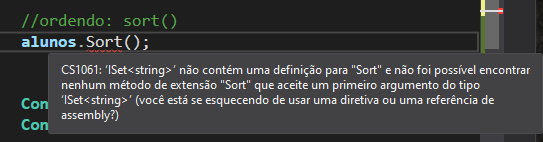 //ordendo: sort()
alunos.Sort();
CS1061: ‘ISet<string>’ não contém uma definição para "Sort" e não foi possível encontrar
nenhum método de extensão "Sort" que aceite um primeiro argumento do tipo
‘ISet<string>’ (você está se esquecendo de usar uma diretiva ou uma referência de
assembly?)
Con
Con